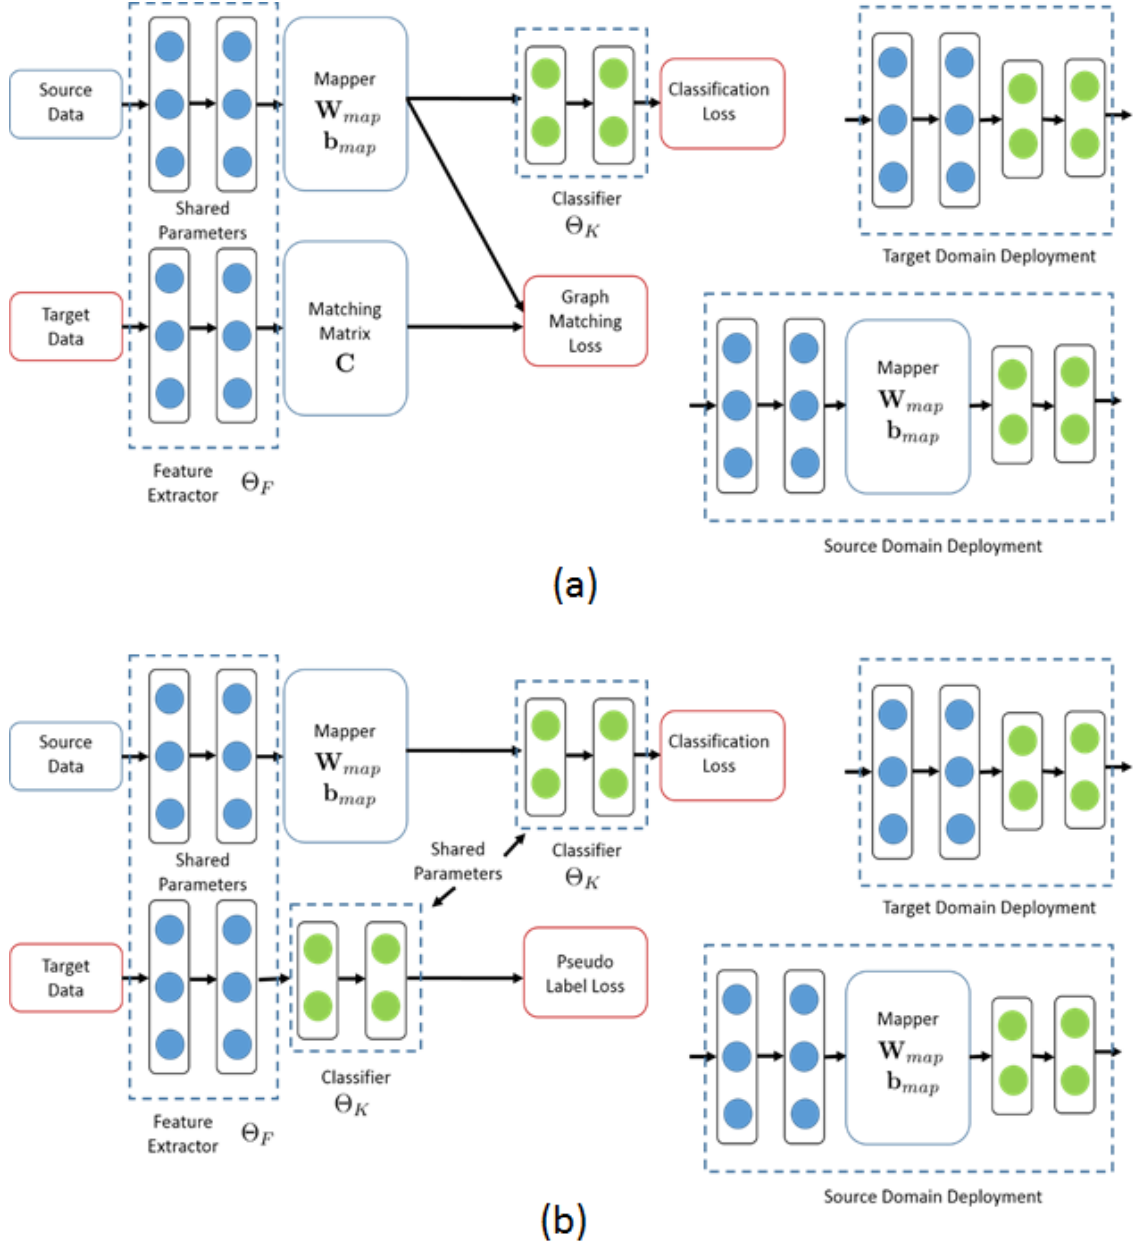 Source
Data
Shared
Parameters
Mapper
W_map
b_map
Classifier
Θ_K
Classification
Loss
Target
Data
Matching
Matrix
C
Graph
Matching
Loss
Feature
Extractor Θ_F
Target Domain Deployment
Mapper
W_map
b_map
Source Domain Deployment
(a)
Source
Data
Shared
Parameters
Mapper
W_map
b_map
Shared
Parameters
Classifier
Θ_K
Classification
Loss
Target
Data
Classifier
Θ_K
Pseudo
Label Loss
Feature
Extractor Θ_F
Target Domain Deployment
Mapper
W_map
b_map
Source Domain Deployment
(b)